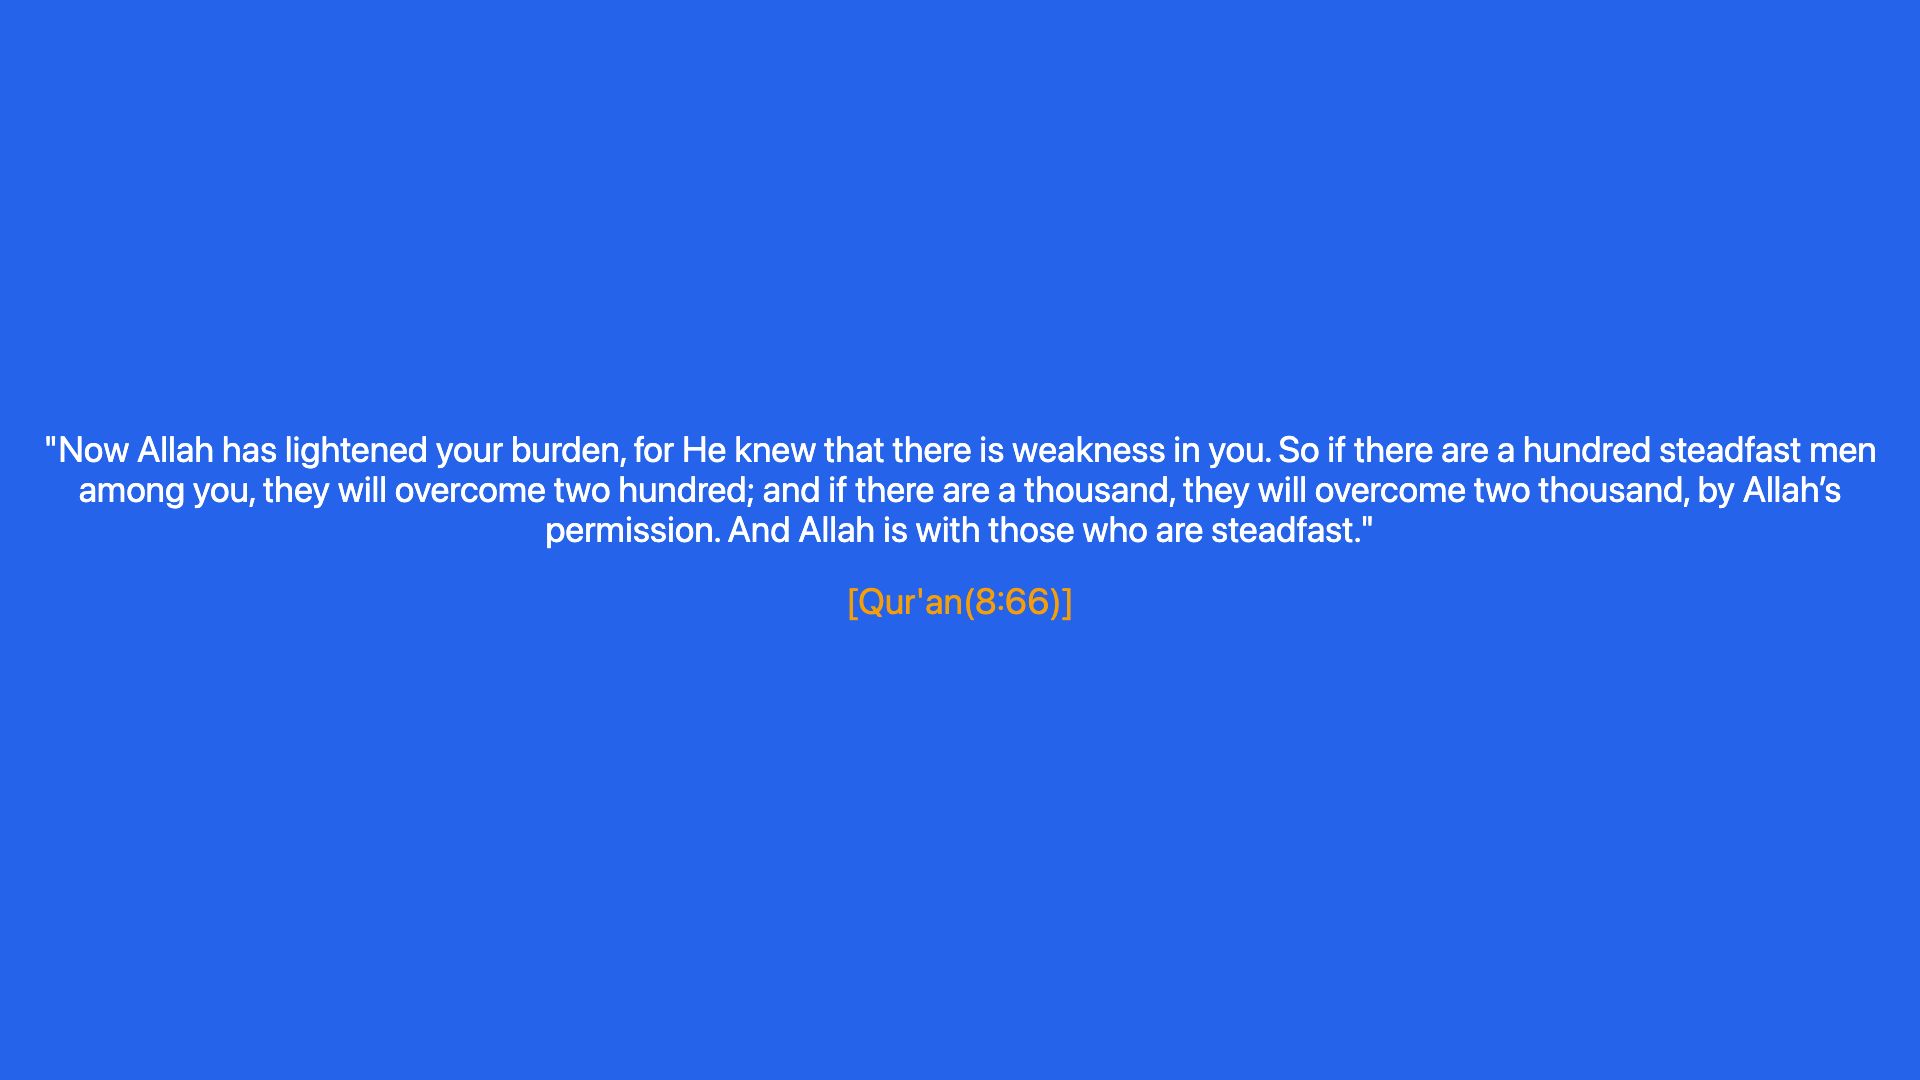 "Now Allah has lightened your burden, for He knew that there is weakness in you. So if there are a hundred steadfast men
among you, they will overcome two hundred; and if there are a thousand, they will overcome two thousand, by Allah’s
permission. And Allah is with those who are steadfast."
[Qur'an(8:66)]